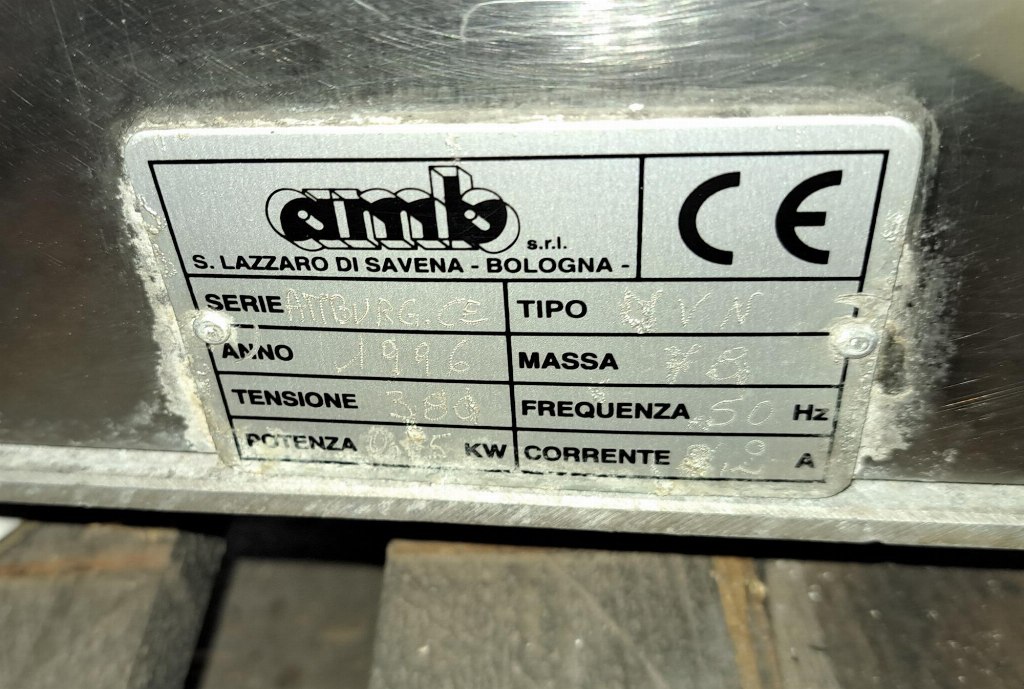 amb s.r.l.
S. LAZZARO DI SAVENA - BOLOGNA -
CE
SERIE AMBURG.CE TIPO VN
ANNO 1996 MASSA
TENSIONE 380 FREQUENZA 50 Hz
POTENZA KW CORRENTE A